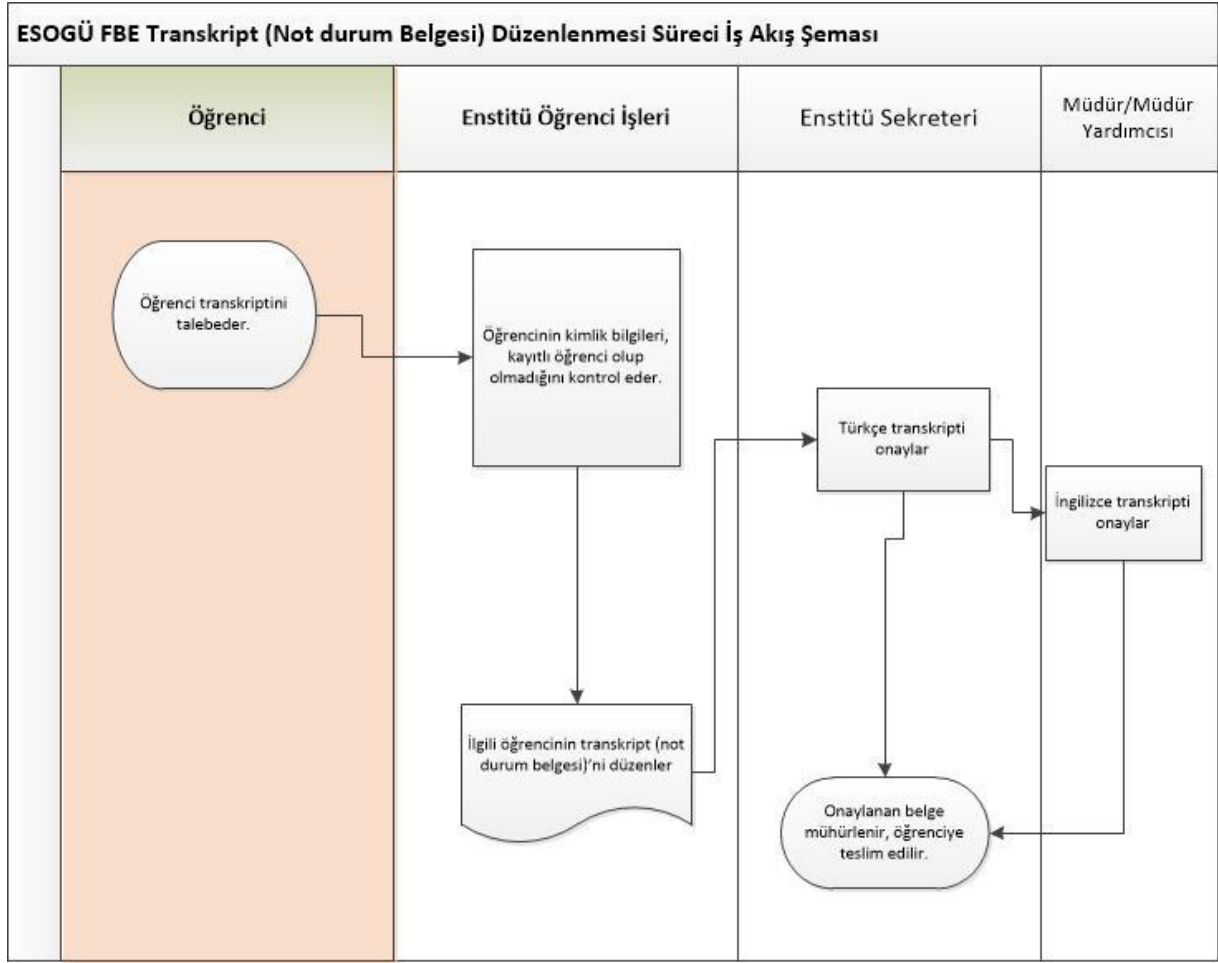 ESOGÜ FBE Transkript (Not durum Belgesi) Düzenlenmesi Süreci İş Akış Şeması
Öğrenci
Enstitü Öğrenci İşleri
Enstitü Sekreteri
Müdür/Müdür
Yardımcısı
Öğrenci transkriptini
talebeder.
Öğrencinin kimlik bilgileri,
kayıtlı öğrenci olup
olmadığını kontrol eder.
Türkçe transkripti
onaylar
İngilizce transkripti
onaylar
İlgili öğrencinin transkript (not
durum belgesi)’ni düzenler
Onaylanan belge
mühürlenir, öğrenciye
teslim edilir.